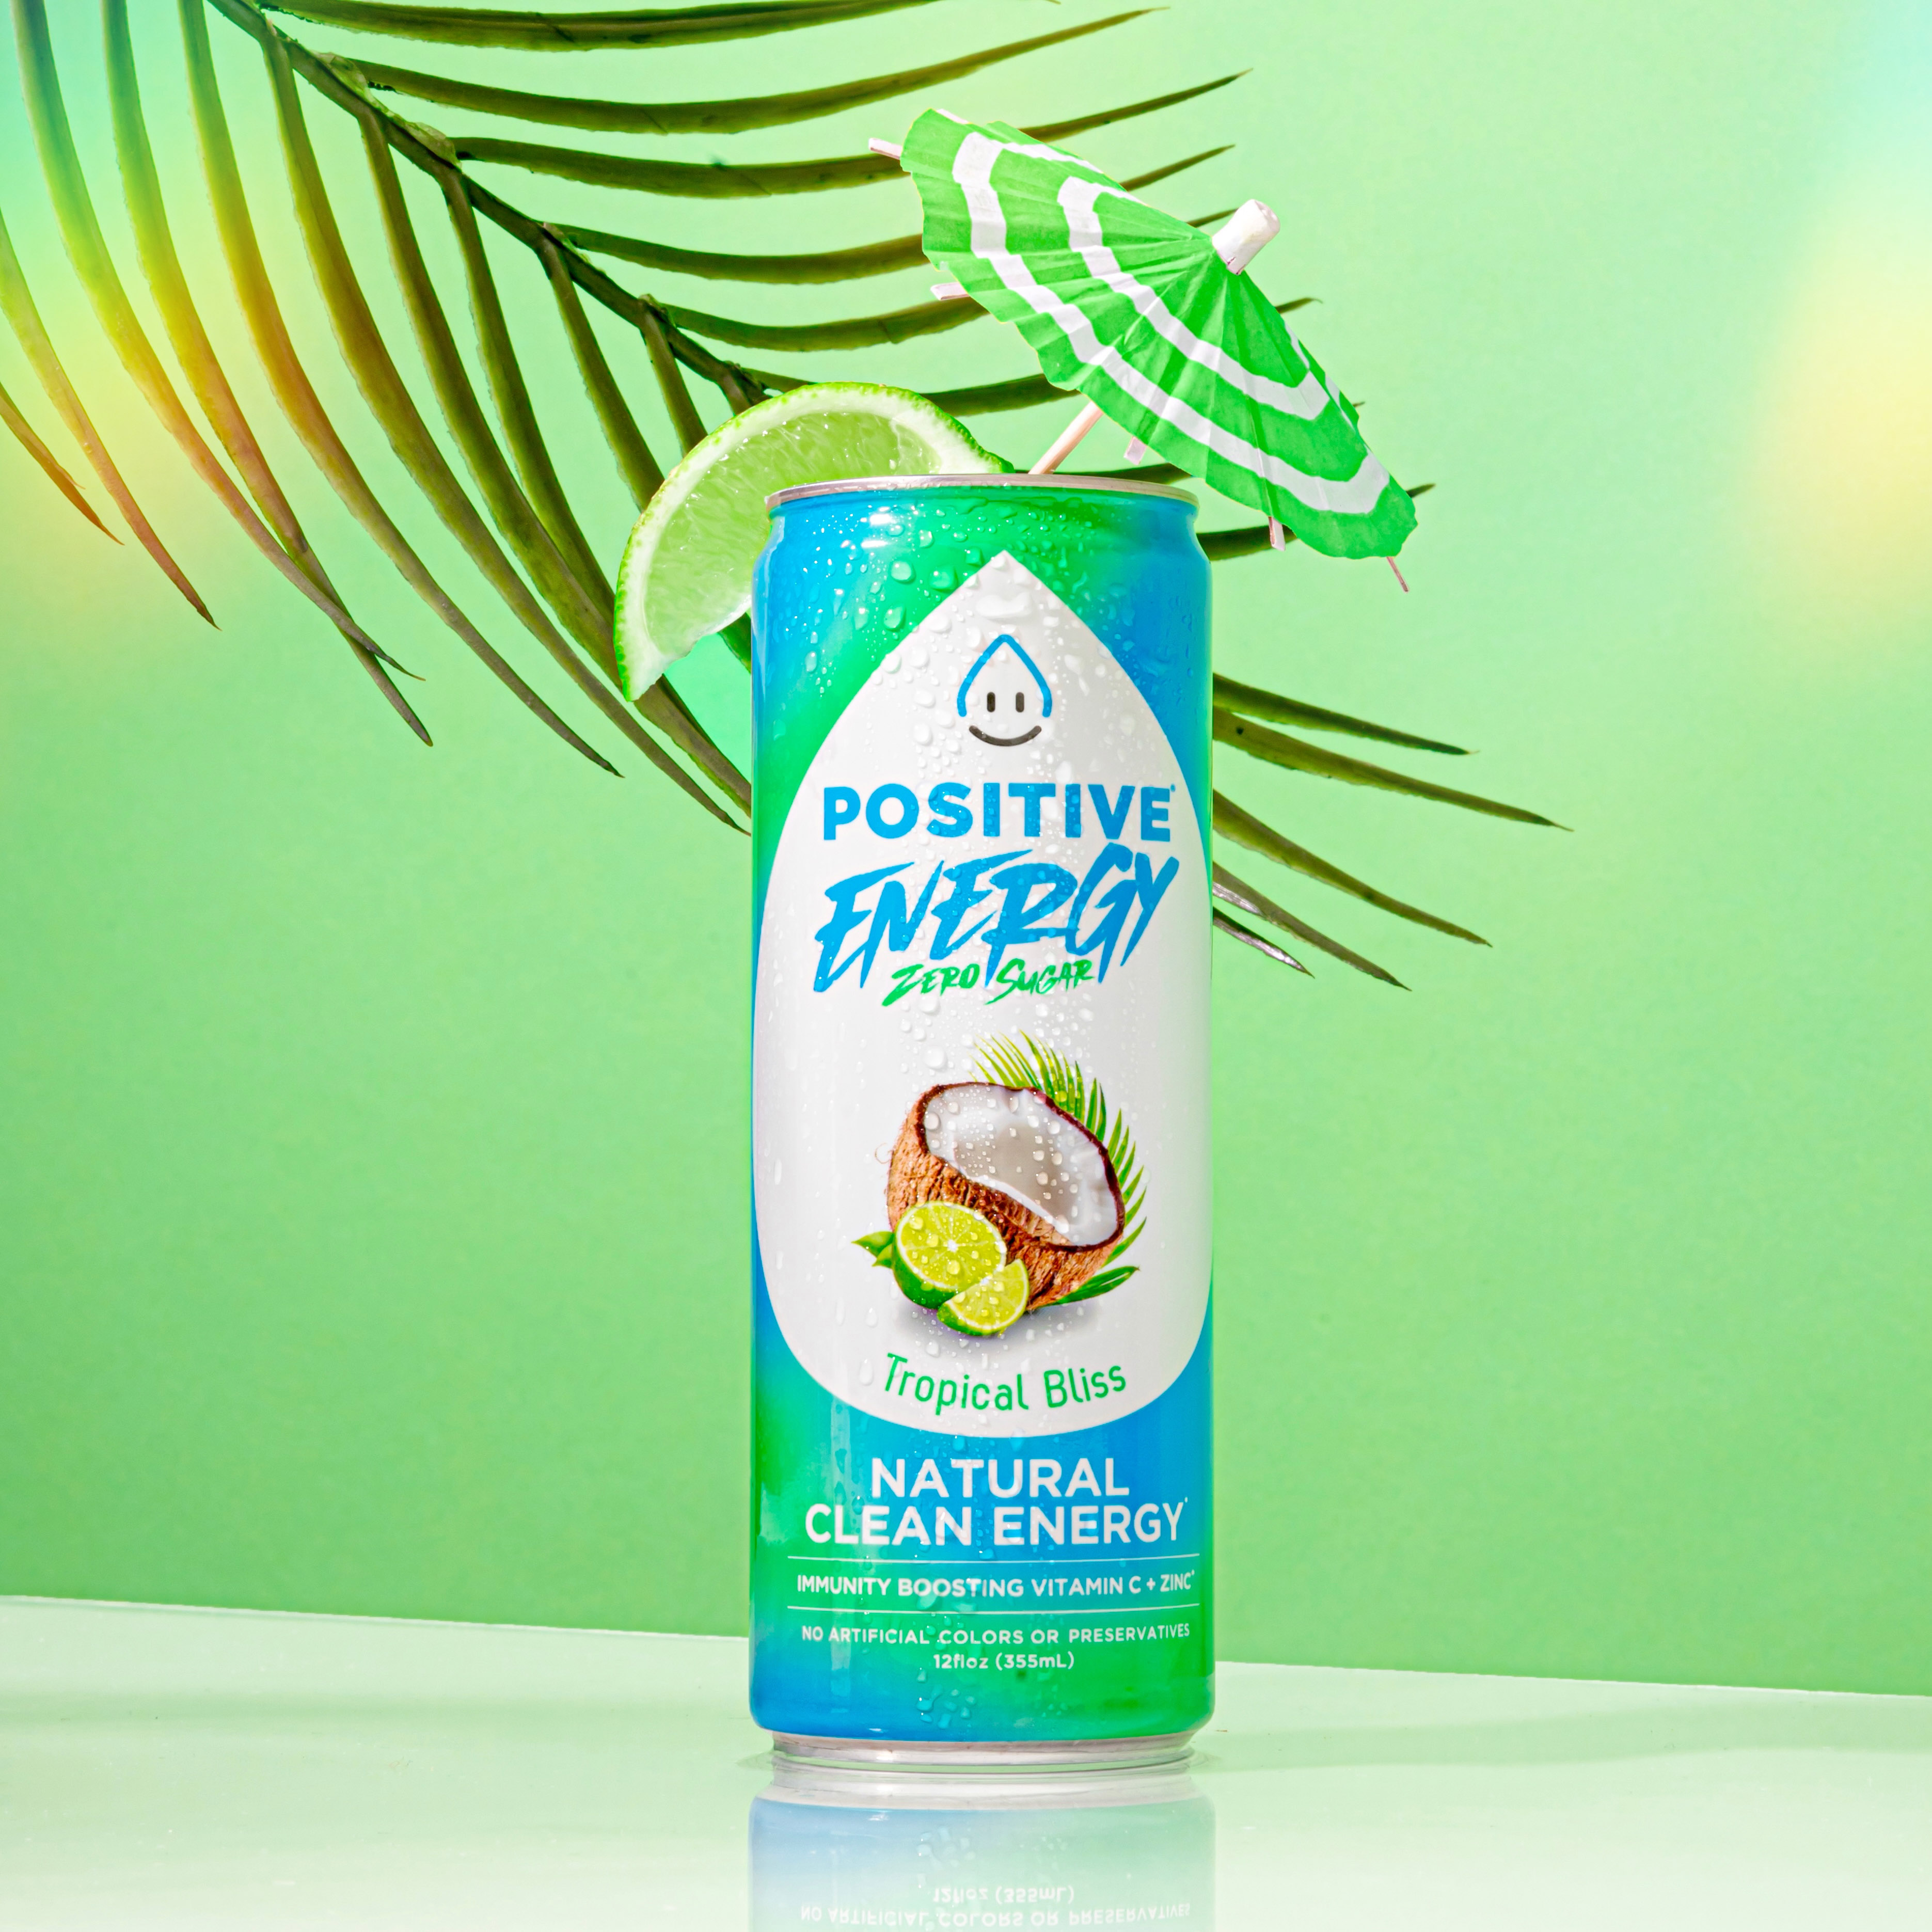 POSITIVE
ENERGY
ZERO SUGAR
Tropical Bliss
NATURAL
CLEAN ENERGY*
IMMUNITY BOOSTING VITAMIN C + ZINC*
NO ARTIFICIAL COLORS OR PRESERVATIVES
12floz (355mL)